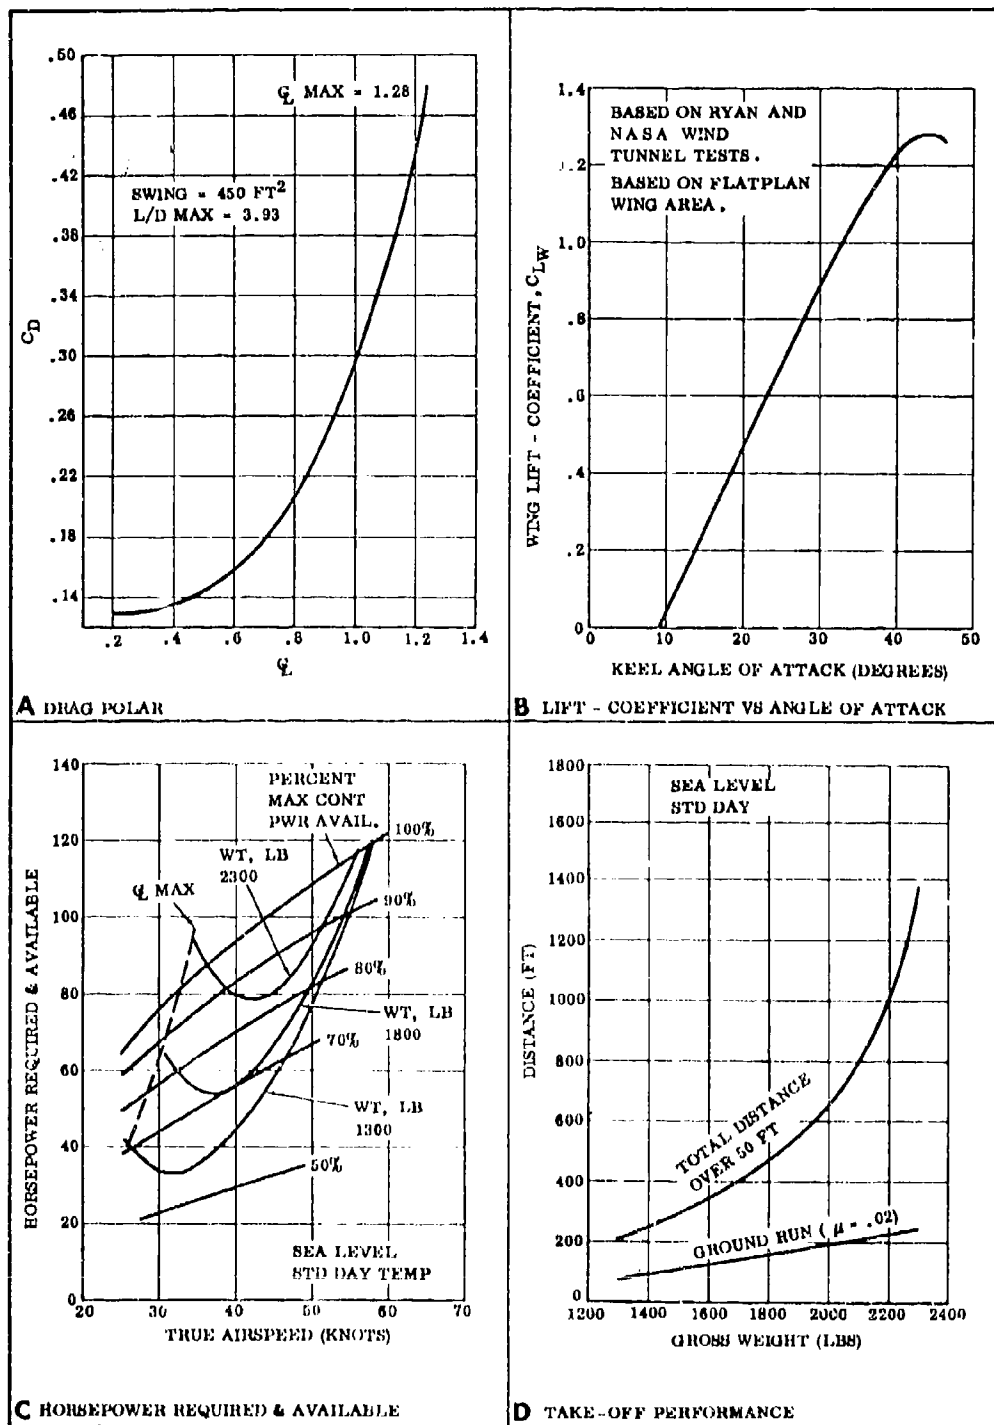 .50
.46
.42
.38
.34
.30
.26
.22
.18
.14
C_D
C_L MAX = 1.28
SWING = 450 FT²
L/D MAX = 3.93
.2 .4 .6 .8 1.0 1.2 1.4
C_L
A DRAG POLAR
1.4
1.2
1.0
.8
.6
.4
.2
0
WING LIFT - COEFFICIENT, C_LW
BASED ON RYAN AND
NASA WIND
TUNNEL TESTS.
BASED ON FLATPLAN
WING AREA.
0 10 20 30 40 50
KEEL ANGLE OF ATTACK (DEGREES)
B LIFT - COEFFICIENT VS ANGLE OF ATTACK
140
120
100
80
60
40
20
0
HORSEPOWER REQUIRED & AVAILABLE
PERCENT
MAX CONT
PWR AVAIL.
100%
WT, LB
2300
C_L MAX
90%
80%
WT, LB
1800
70%
WT, LB
1300
50%
SEA LEVEL
STD DAY TEMP
20 30 40 50 60 70
TRUE AIRSPEED (KNOTS)
C HORSEPOWER REQUIRED & AVAILABLE
1800
1600
1400
1200
1000
800
600
400
200
0
DISTANCE (FT)
SEA LEVEL
STD DAY
TOTAL DISTANCE
OVER 50 FT
GROUND RUN ( μ = .02)
1200 1400 1600 1800 2000 2200 2400
GROSS WEIGHT (LBS)
D TAKE-OFF PERFORMANCE